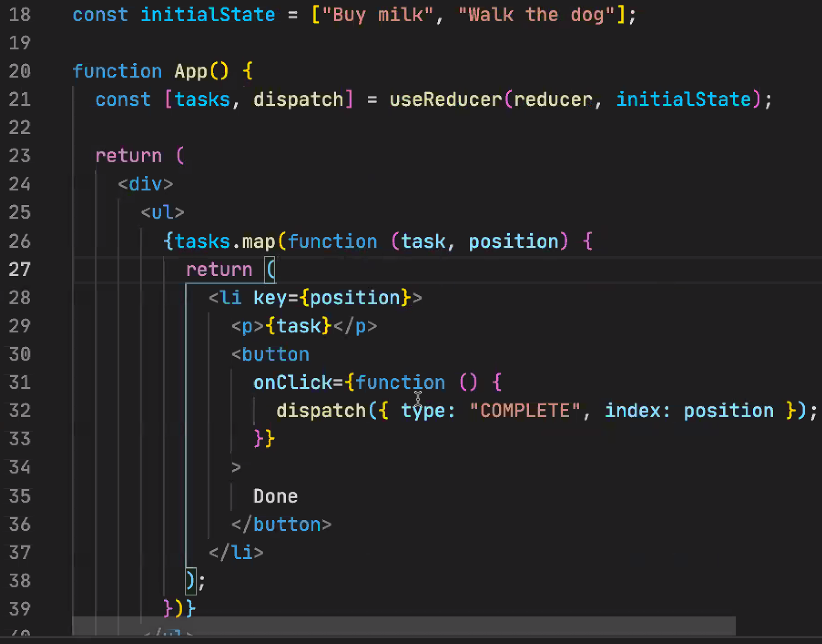 18 const initialState = ["Buy milk", "Walk the dog"];
19
20 function App() {
21   const [tasks, dispatch] = useReducer(reducer, initialState);
22
23   return (
24     <div>
25       <ul>
26         {tasks.map(function (task, position) {
27           return (
28             <li key={position}>
29               <p>{task}</p>
30               <button
31                 onClick={function () {
32                   dispatch({ type: "COMPLETE", index: position });
33                 }}
34               >
35                 Done
36               </button>
37             </li>
38           );
39         })}
40       </ul>